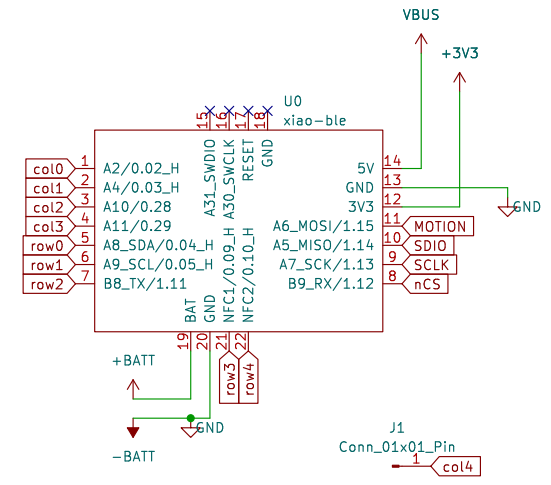 VBUS
+3V3
U0
xiao-ble
15
16
17
18
A31_SWDIO
A30_SWCLK
RESET
GND
col0 1 A2/0.02_H
col1 2 A4/0.03_H
col2 3 A10/0.28
col3 4 A11/0.29
row0 5 A8_SDA/0.04_H
row1 6 A9_SCL/0.05_H
row2 7 B8_TX/1.11
5V 14
GND 13
GND
3V3 12
A6_MOSI/1.15 11 MOTION
A5_MISO/1.14 10 SDIO
A7_SCK/1.13 9 SCLK
B9_RX/1.12 8 nCS
BAT
GND
NFC1/0.09_H
NFC2/0.10_H
19
20
21
22
row3
row4
+BATT
GND
-BATT
J1
Conn_01x01_Pin
1 col4